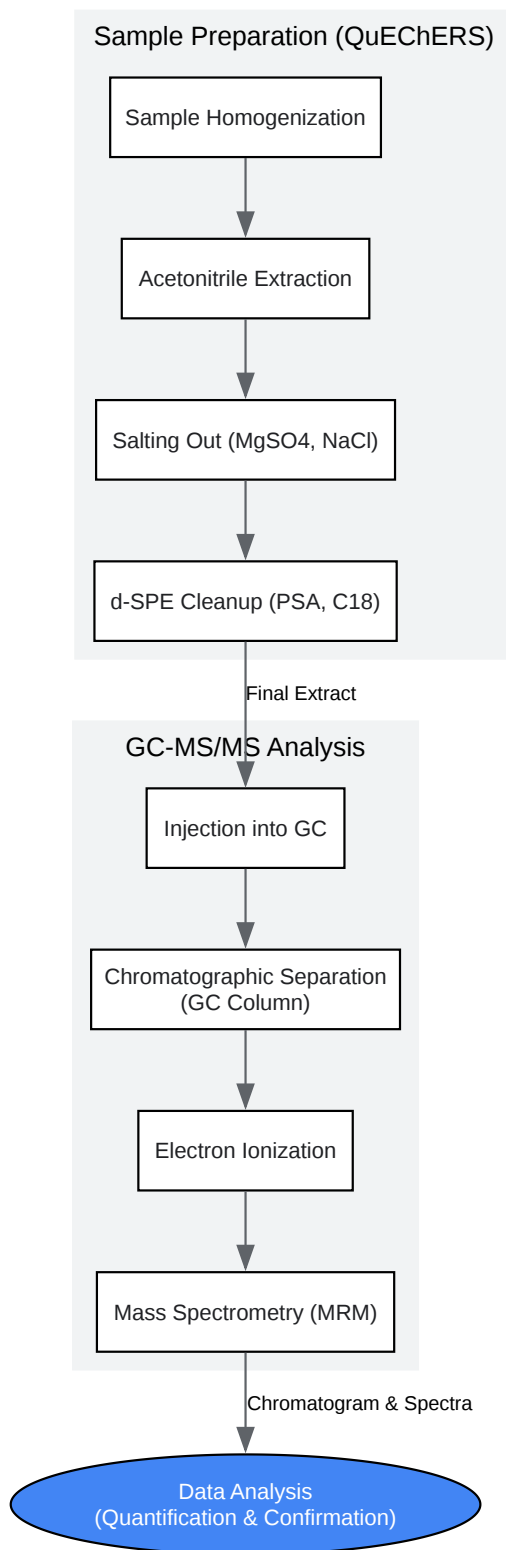 Sample Preparation (QuEChERS)
Sample Homogenization
Acetonitrile Extraction
Salting Out (MgSO4, NaCl)
d-SPE Cleanup (PSA, C18)
Final Extract
GC-MS/MS Analysis
Injection into GC
Chromatographic Separation
(GC Column)
Electron Ionization
Mass Spectrometry (MRM)
Chromatogram & Spectra
Data Analysis
(Quantification & Confirmation)